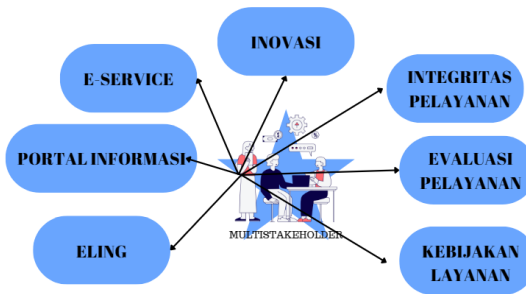 INOVASI
E-SERVICE
INTEGRITAS
PELAYANAN
PORTAL INFORMASI
EVALUASI
PELAYANAN
ELING
MULTISTAKEHOLDER
KEBIJAKAN
LAYANAN